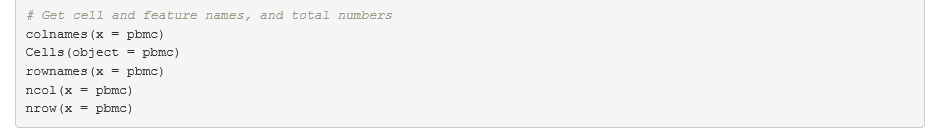 # Get cell and feature names, and total numbers
colnames(x = pbmc)
Cells(object = pbmc)
rownames(x = pbmc)
ncol(x = pbmc)
nrow(x = pbmc)